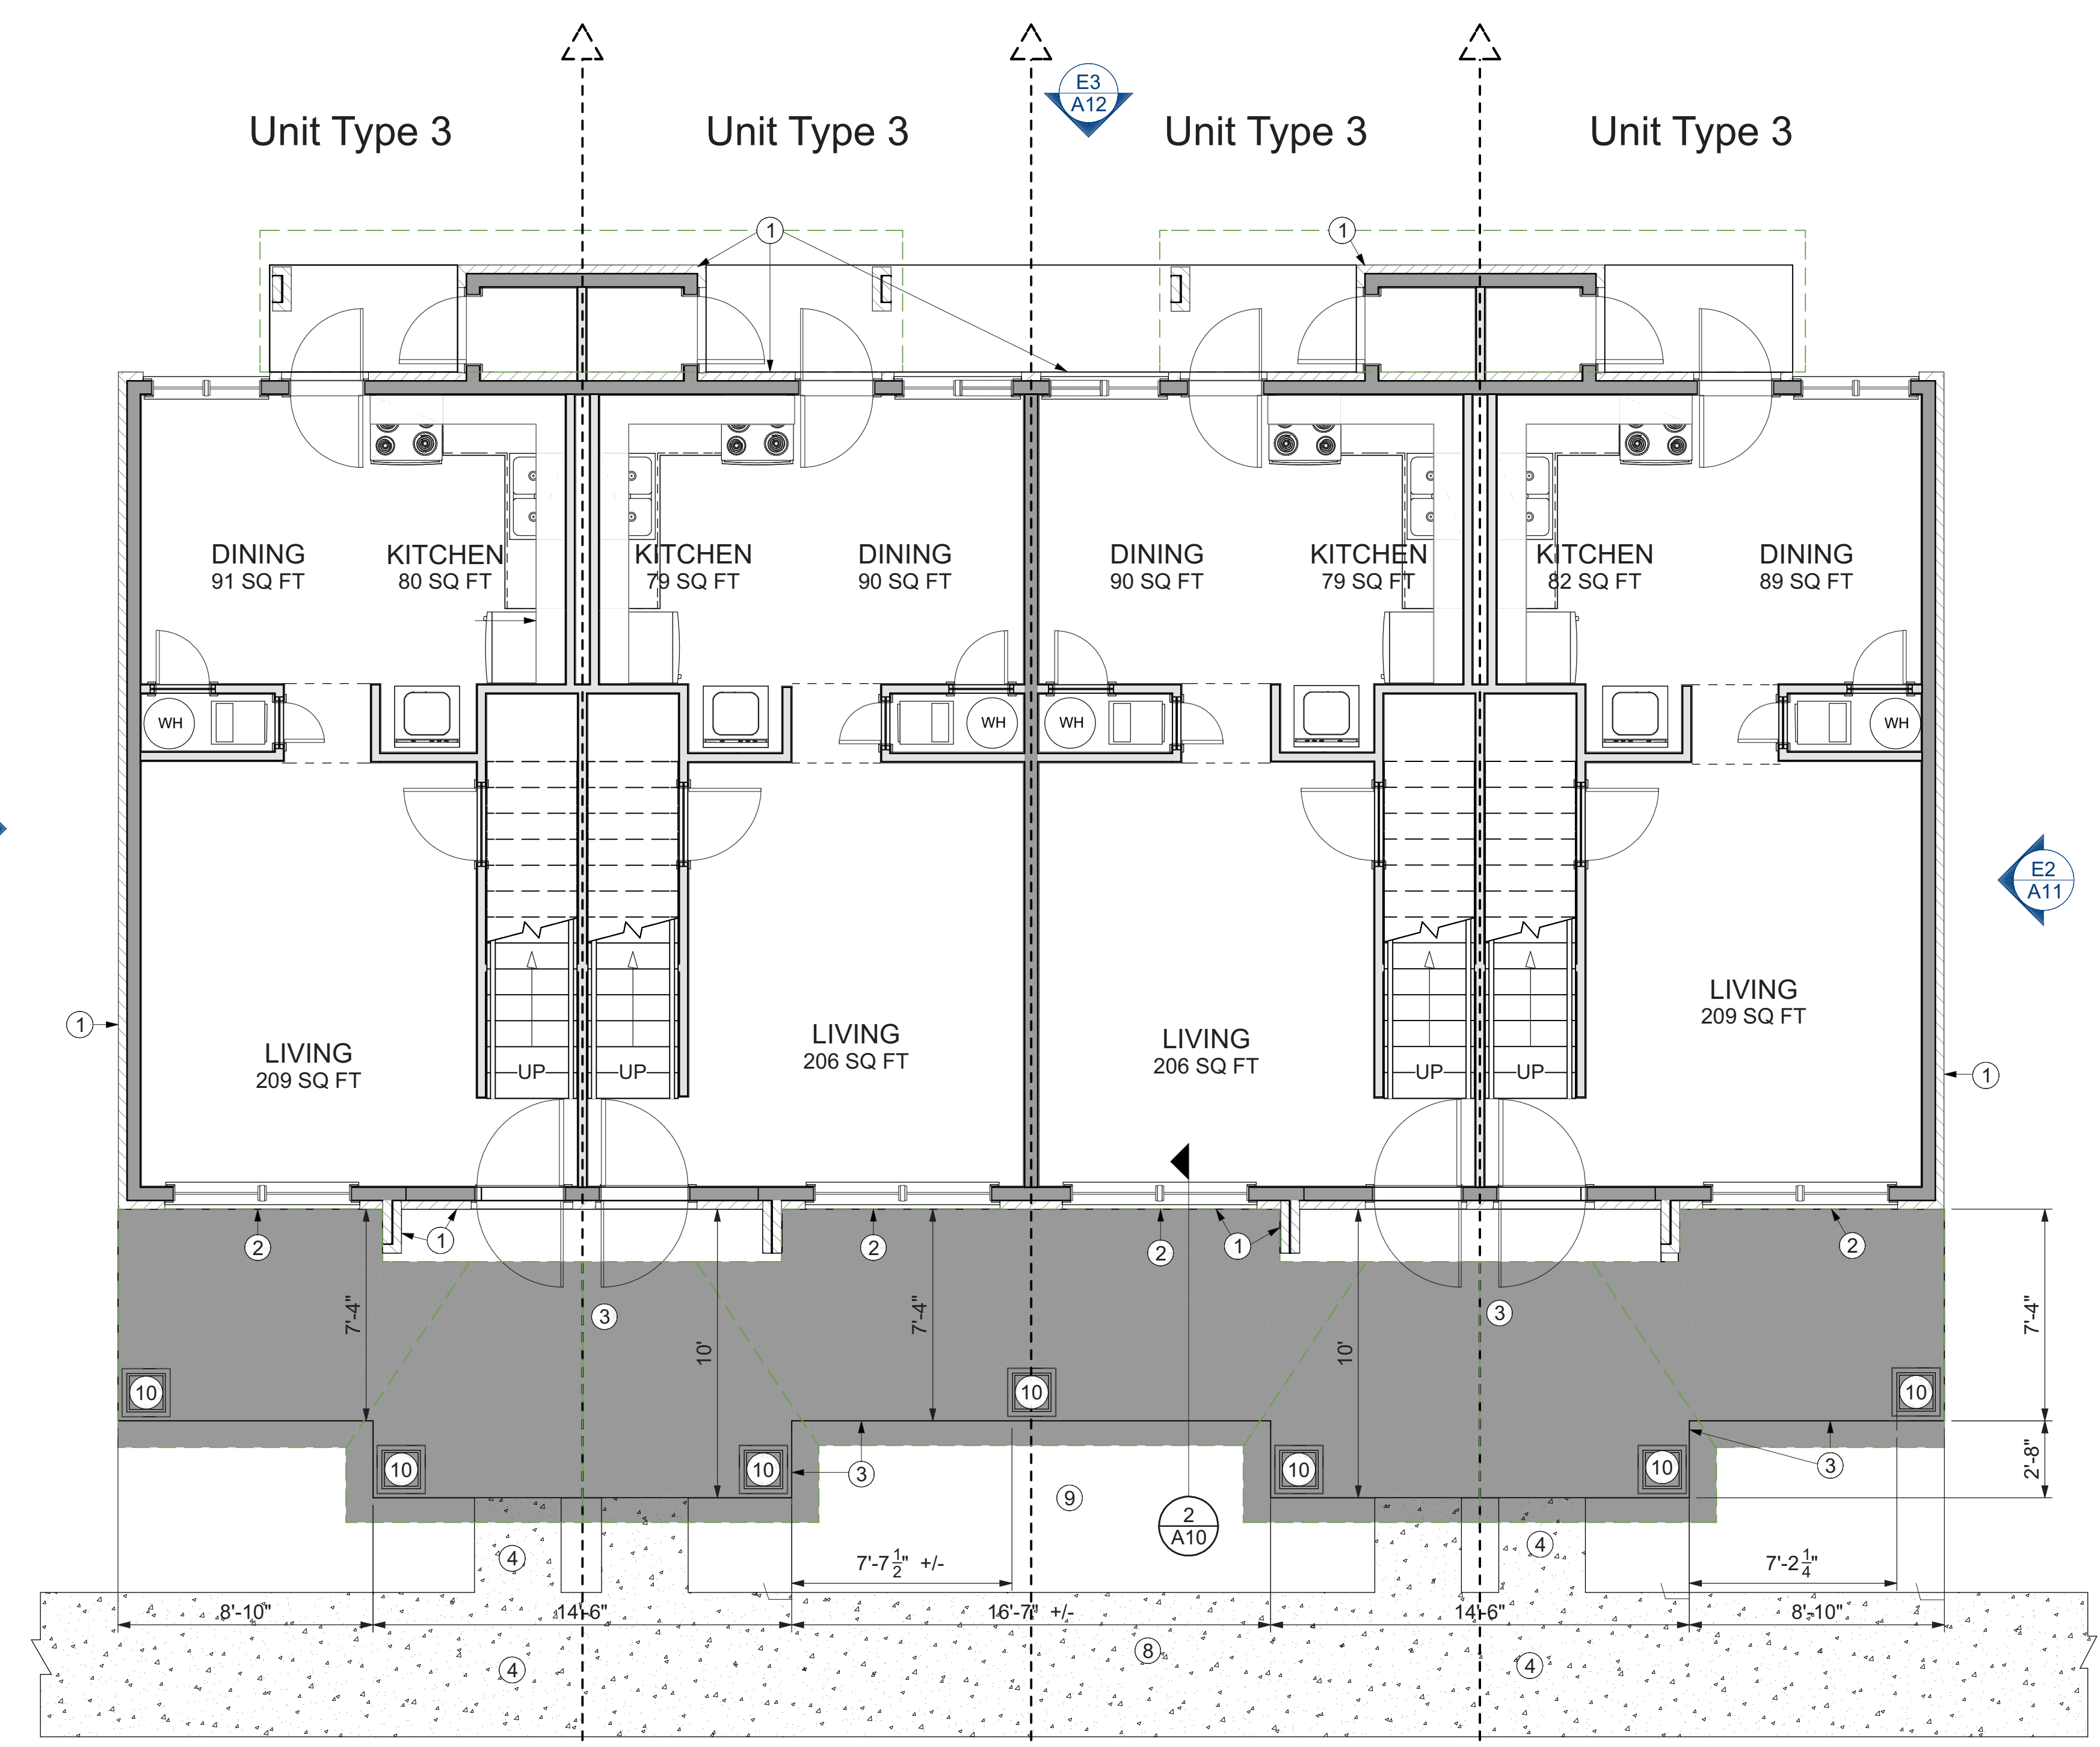 E3
A12
Unit Type 3
Unit Type 3
Unit Type 3
Unit Type 3
1
1
DINING
91 SQ FT
KITCHEN
80 SQ FT
KITCHEN
79 SQ FT
DINING
90 SQ FT
DINING
90 SQ FT
KITCHEN
79 SQ FT
KITCHEN
82 SQ FT
DINING
89 SQ FT
WH
WH
WH
WH
E2
A11
LIVING
209 SQ FT
LIVING
206 SQ FT
LIVING
206 SQ FT
LIVING
209 SQ FT
1
1
UP
UP
UP
UP
2
1
2
2
1
2
7'-4"
10'
3
7'-4"
10'
3
7'-4"
10
10
10
10
10
3
10
10
3
2'-8"
9
2
A10
4
4
7'-7 1/2" +/-
7'-2 1/4"
8'-10"
14'-6"
16'-7" +/-
14'-6"
8'-10"
4
8
4